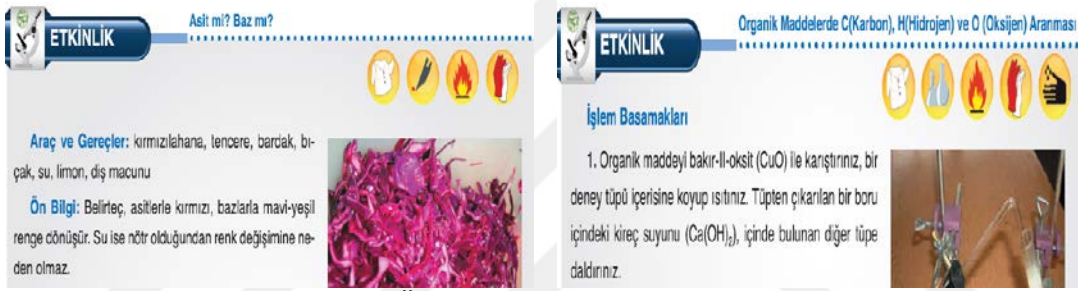 ETKİNLİK
Asit mi? Baz mı?
Araç ve Gereçler: kırmızılahana, tencere, bardak, bı-
çak, su, limon, diş macunu
Ön Bilgi: Belirteç, asitlerle kırmızı, bazlarla mavi-yeşil
renge dönüşür. Su ise nötr olduğundan renk değişimine ne-
den olmaz.
ETKİNLİK
Organik Maddelerde C(Karbon), H(Hidrojen) ve O (Oksijen) Aranması
İşlem Basamakları
1. Organik maddeyi bakır-II-oksit (CuO) ile karıştırınız, bir
deney tüpü içerisine koyup ısıtınız. Tüpten çıkarılan bir boru
içindeki kireç suyunu (Ca(OH)₂), içinde bulunan diğer tüpe
daldırınız.